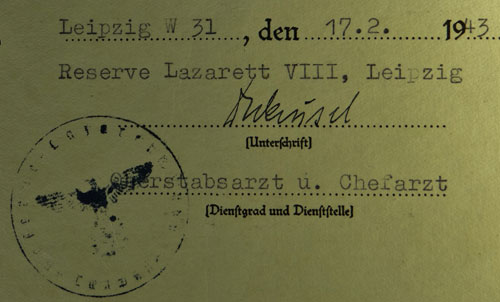 Leipzig W 31, den 17.2. 1943.
Reserve Lazarett VIII, Leipzig
(Unterschrift)
Oberstabsarzt u. Chefarzt
(Dienstgrad und Dienststelle)